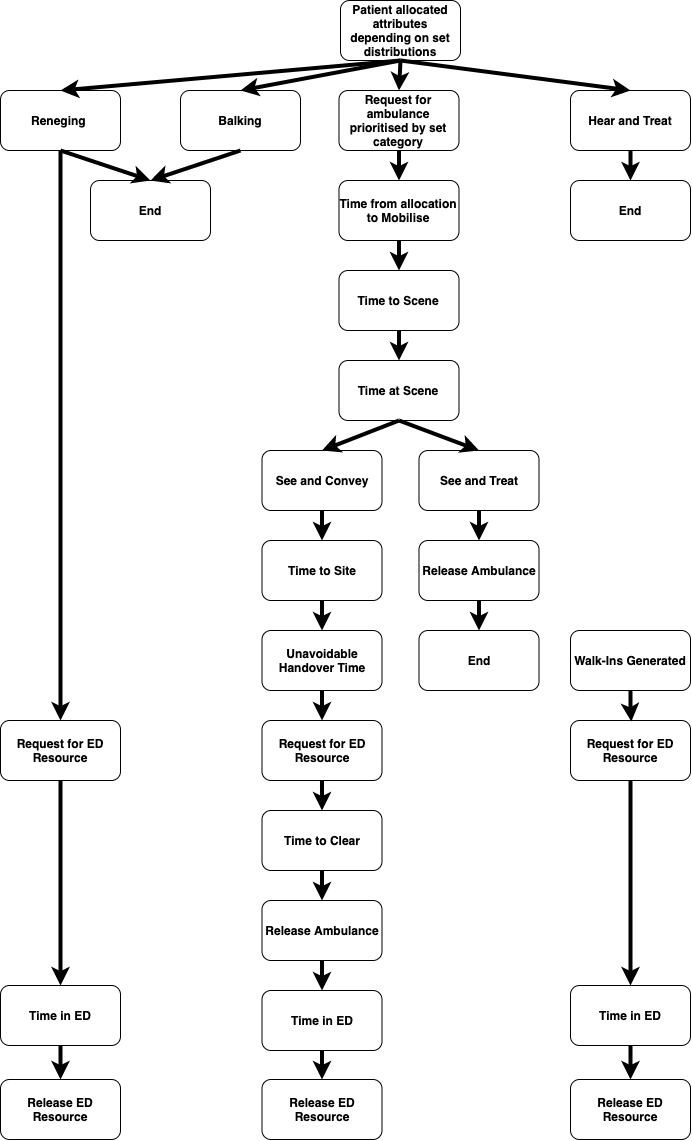 Patient allocated
attributes
depending on set
distributions
Reneging
Balking
Request for
ambulance
prioritised by set
category
Hear and Treat
End
Time from allocation
to Mobilise
End
Time to Scene
Time at Scene
See and Convey
See and Treat
Time to Site
Release Ambulance
Unavoidable
Handover Time
End
Walk-Ins Generated
Request for ED
Resource
Request for ED
Resource
Request for ED
Resource
Time to Clear
Release Ambulance
Time in ED
Time in ED
Time in ED
Release ED
Resource
Release ED
Resource
Release ED
Resource